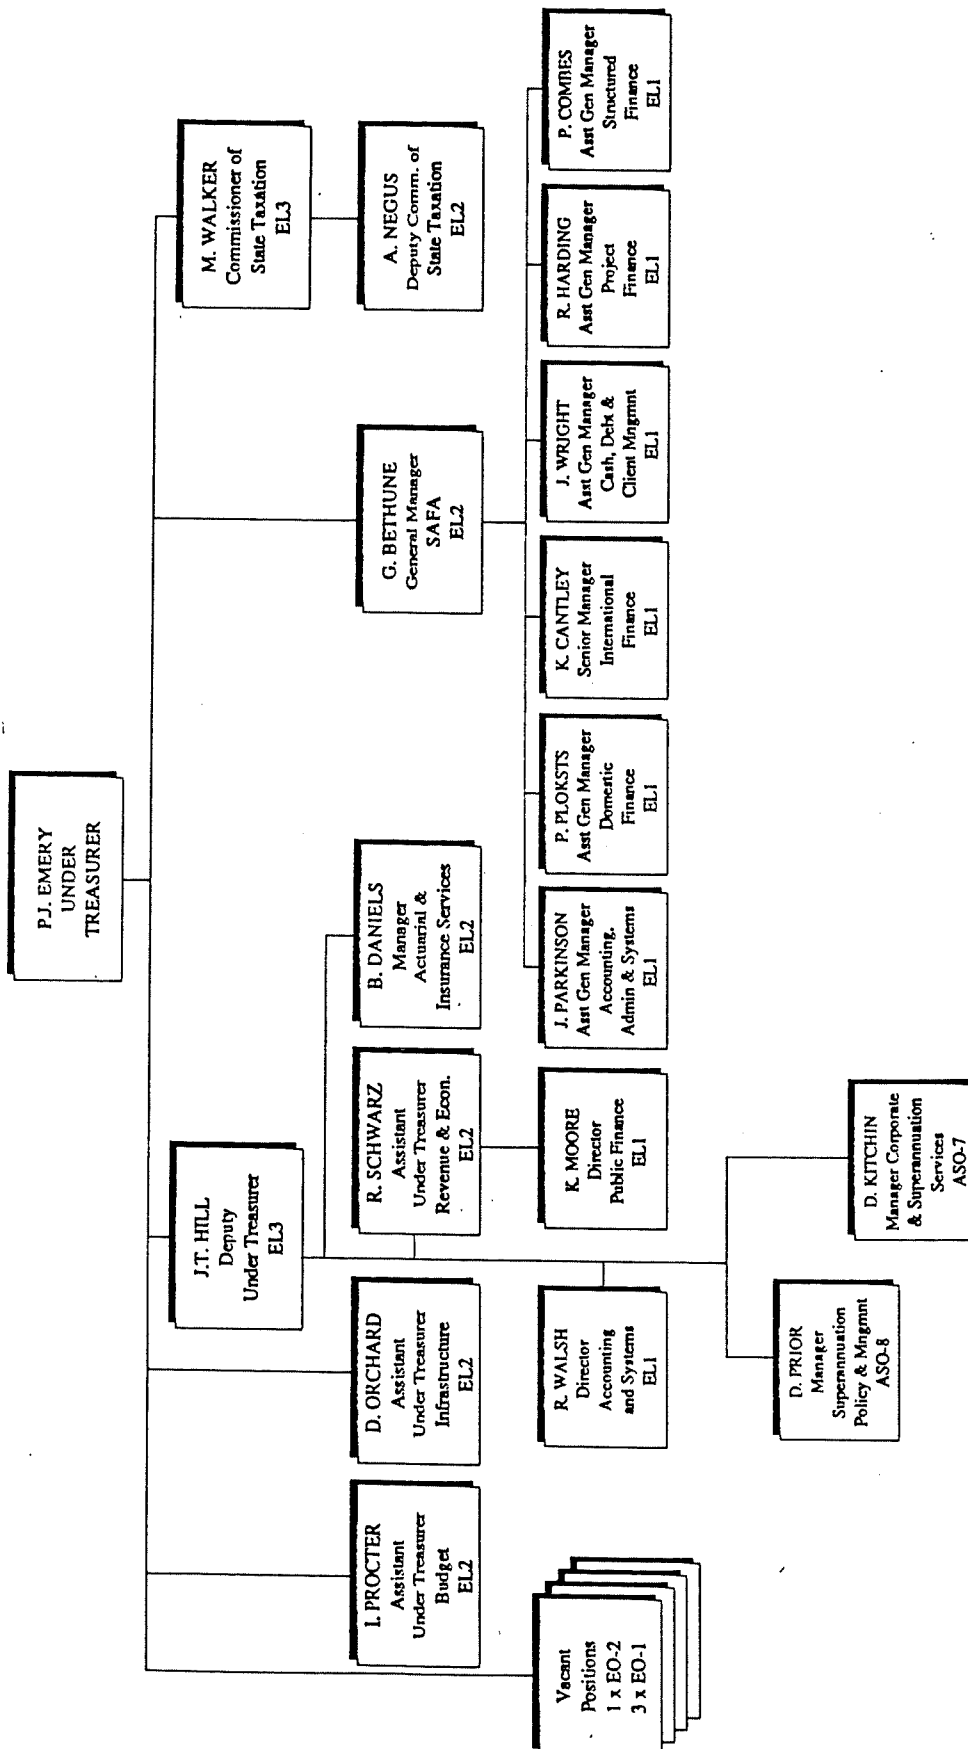 P.J. EMERY
UNDER
TREASURER
J.T. HILL
Deputy
Under Treasurer
EL3
M. WALKER
Commissioner of
State Taxation
EL3
I. PROCTER
Assistant
Under Treasurer
Budget
EL2
D. ORCHARD
Assistant
Under Treasurer
Infrastructure
EL2
R. SCHWARZ
Assistant
Under Treasurer
Revenue & Econ.
EL2
B. DANIELS
Manager
Actuarial &
Insurance Services
EL2
G. BETHUNE
General Manager
SAFA
EL2
A. NEGUS
Deputy Comm. of
State Taxation
EL2
Vacant
Positions
1 x EO-2
3 x EO-1
R. WALSH
Director
Accounting
and Systems
EL1
K. MOORE
Director
Public Finance
EL1
J. PARKINSON
Asst Gen Manager
Accounting,
Admin & Systems
EL1
P. PLOKSTS
Asst Gen Manager
Domestic
Finance
EL1
K. CANTLEY
Senior Manager
International
Finance
EL1
J. WRIGHT
Asst Gen Manager
Cash, Debt &
Client Mngmnt
EL1
R. HARDING
Asst Gen Manager
Project
Finance
EL1
P. COMBES
Asst Gen Manager
Structured
Finance
EL1
D. PRIOR
Manager
Superannuation
Policy & Mngmnt
ASO-8
D. KITCHIN
Manager Corporate
& Superannuation
Services
ASO-7